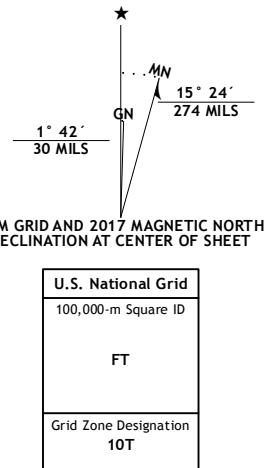 MN
GN
15° 24´
274 MILS
1° 42´
30 MILS
M GRID AND 2017 MAGNETIC NORTH
ECLINATION AT CENTER OF SHEET
U.S. National Grid
100,000-m Square ID
FT
Grid Zone Designation
10T